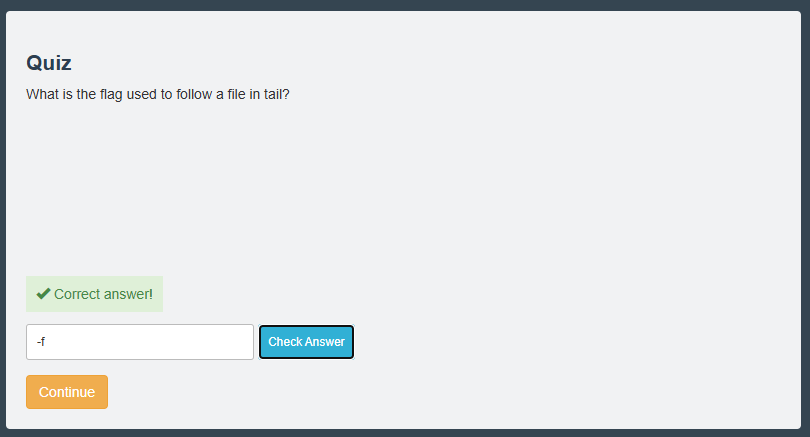 Quiz
What is the flag used to follow a file in tail?
Correct answer!
-f
Check Answer
Continue